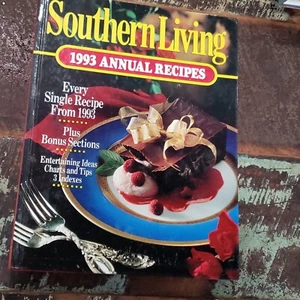 Southern Living
1993 ANNUAL RECIPES
Every
Single Recipe
From 1993
Plus
Bonus Sections
Entertaining Ideas
Charts and Tips
3 Indexes